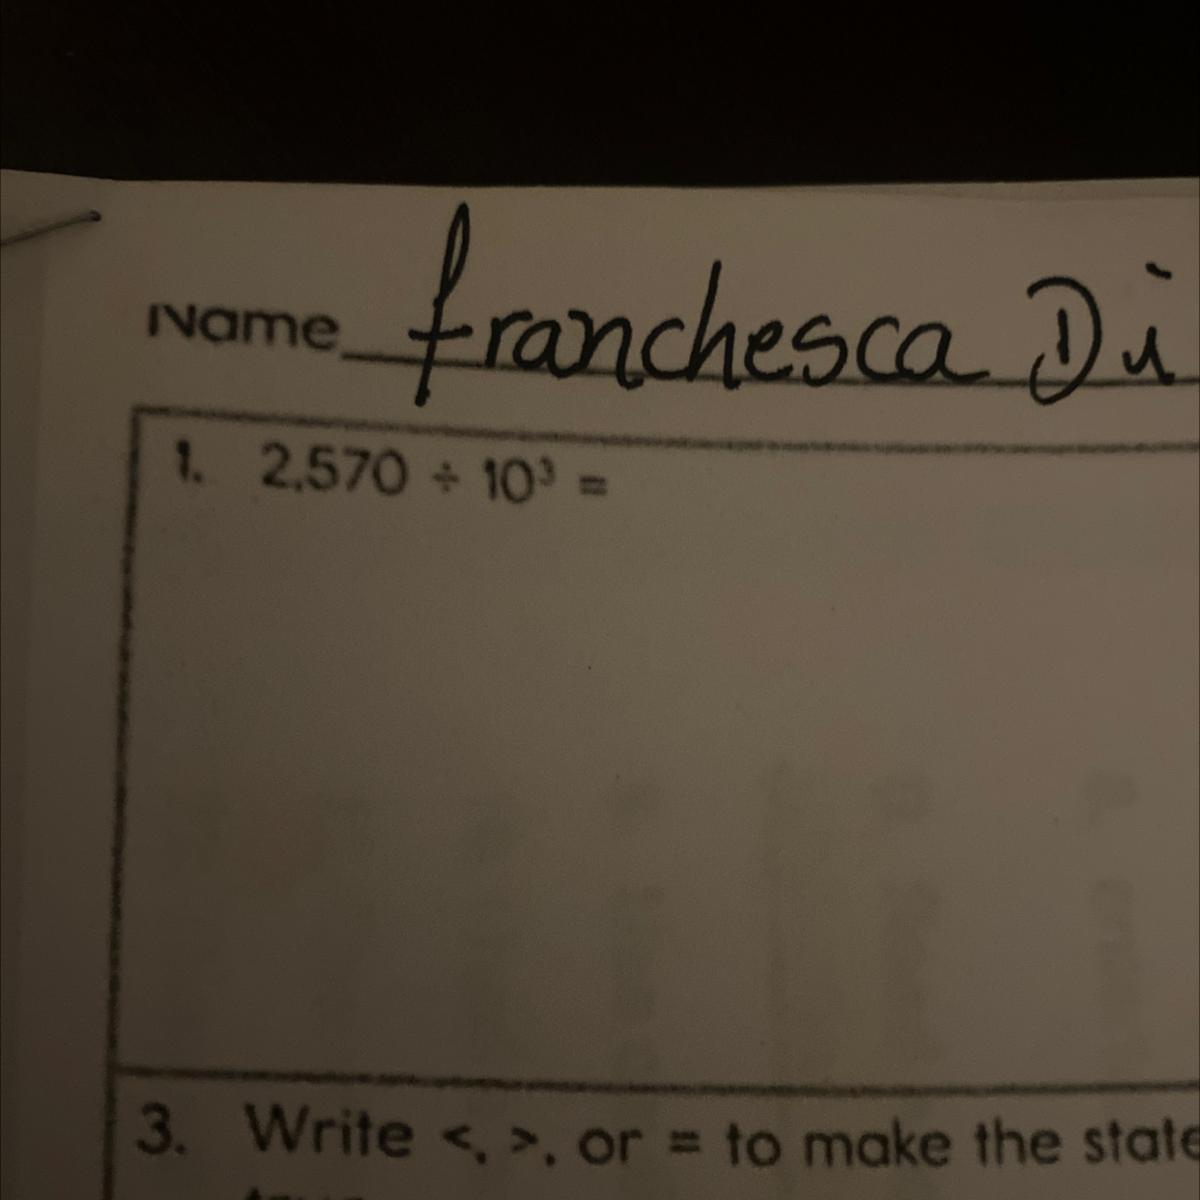 Name franchesca Di
1. 2,570 ÷ 10³ =
3. Write <, >, or = to make the state